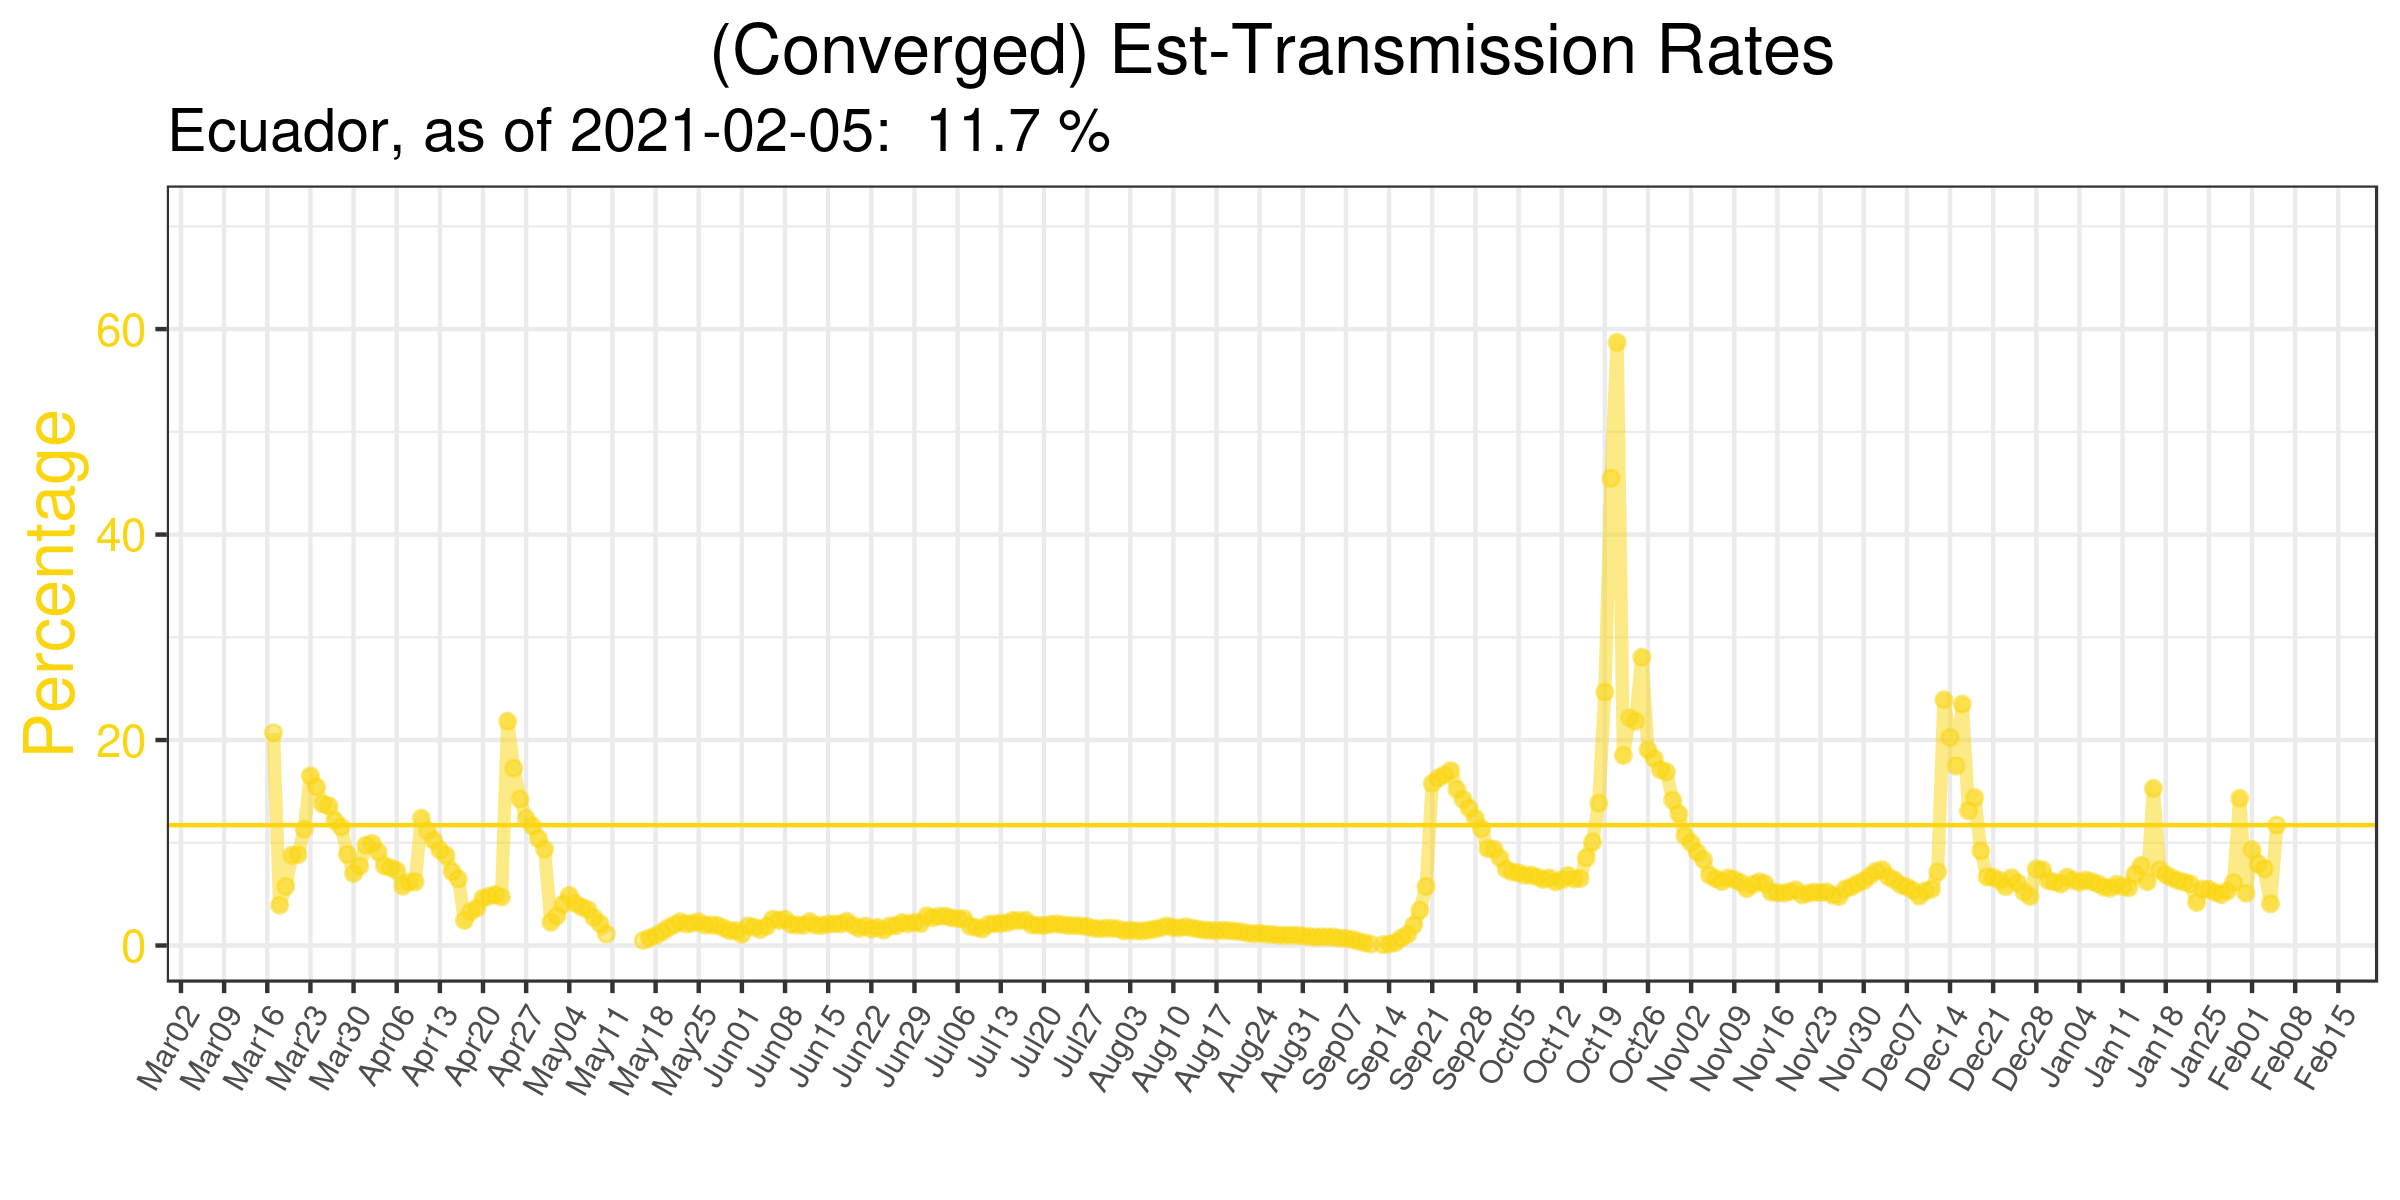 (Converged) Est-Transmission Rates
Ecuador, as of 2021-02-05:  11.7 %
Percentage
60
40
20
0
Mar02 Mar09 Mar16 Mar23 Mar30 Apr06 Apr13 Apr20 Apr27 May04 May11 May18 May25 Jun01 Jun08 Jun15 Jun22 Jun29 Jul06 Jul13 Jul20 Jul27 Aug03 Aug10 Aug17 Aug24 Aug31 Sep07 Sep14 Sep21 Sep28 Oct05 Oct12 Oct19 Oct26 Nov02 Nov09 Nov16 Nov23 Nov30 Dec07 Dec14 Dec21 Dec28 Jan04 Jan11 Jan18 Jan25 Feb01 Feb08 Feb15